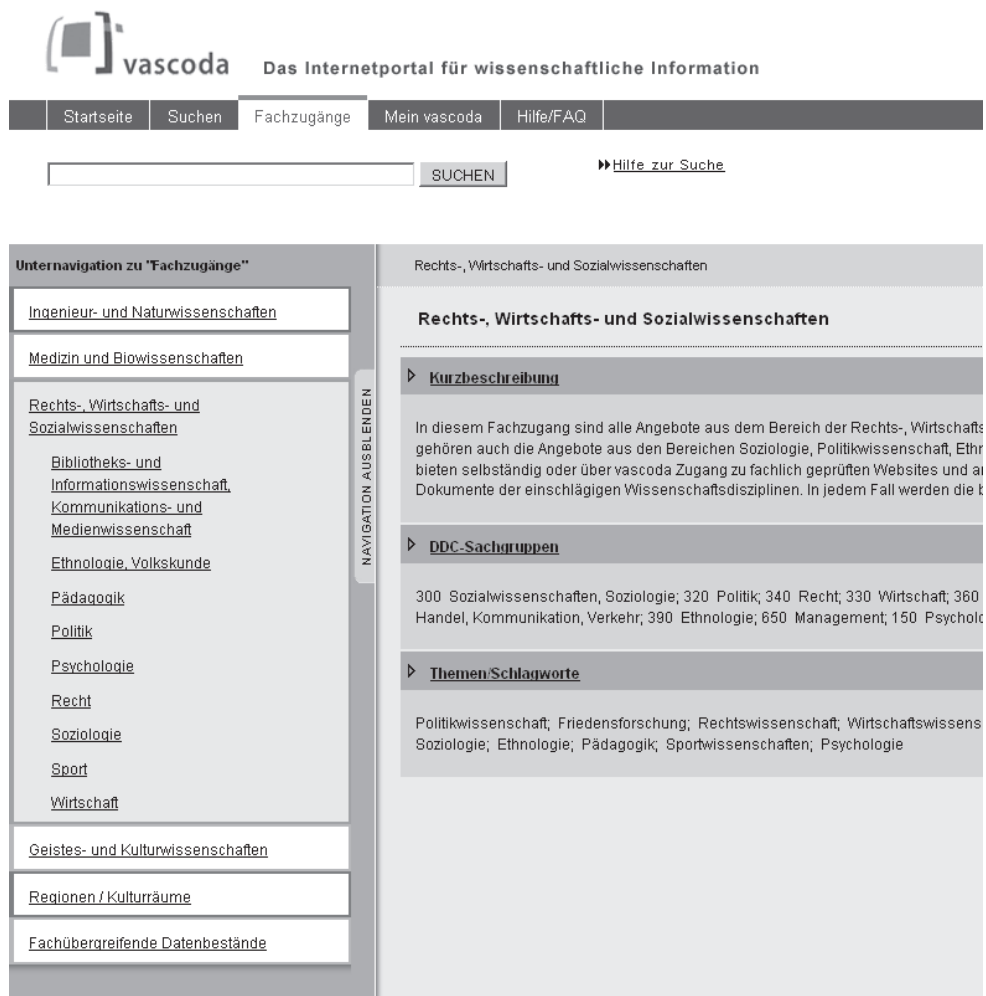 vascoda Das Internetportal für wissenschaftliche Information
Startseite Suchen Fachzugänge Mein vascoda Hilfe/FAQ
SUCHEN Hilfe zur Suche
Unternavigation zu "Fachzugänge"
Ingenieur- und Naturwissenschaften
Medizin und Biowissenschaften
Rechts-, Wirtschafts- und
Sozialwissenschaften
Bibliotheks- und
Informationswissenschaft,
Kommunikations- und
Medienwissenschaft
Ethnologie, Volkskunde
Pädagogik
Politik
Psychologie
Recht
Soziologie
Sport
Wirtschaft
Geistes- und Kulturwissenschaften
Regionen / Kulturräume
Fachübergreifende Datenbestände
NAVIGATION AUSBLENDEN
Rechts-, Wirtschafts- und Sozialwissenschaften
Rechts-, Wirtschafts- und Sozialwissenschaften
Kurzbeschreibung
In diesem Fachzugang sind alle Angebote aus dem Bereich der Rechts-, Wirtschafts
gehören auch die Angebote aus den Bereichen Soziologie, Politikwissenschaft,
bieten selbständig oder über vascoda Zugang zu fachlich geprüften Websites und
Dokumente der einschlägigen Wissenschaftsdisziplinen. In jedem Fall werden die
DDC-Sachgruppen
300 Sozialwissenschaften, Soziologie; 320 Politik; 340 Recht; 330 Wirtschaft; 360
Handel, Kommunikation, Verkehr; 390 Ethnologie; 650 Management; 150 Psycholo
Themen/Schlagworte
Politikwissenschaft; Friedensforschung; Rechtswissenschaft; Wirtschaftswissens
Soziologie; Ethnologie; Pädagogik; Sportwissenschaften; Psychologie